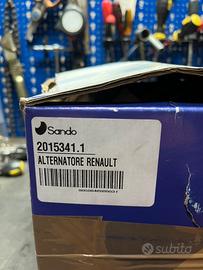 Sando
2015341.1
ALTERNATORE RENAULT
subito